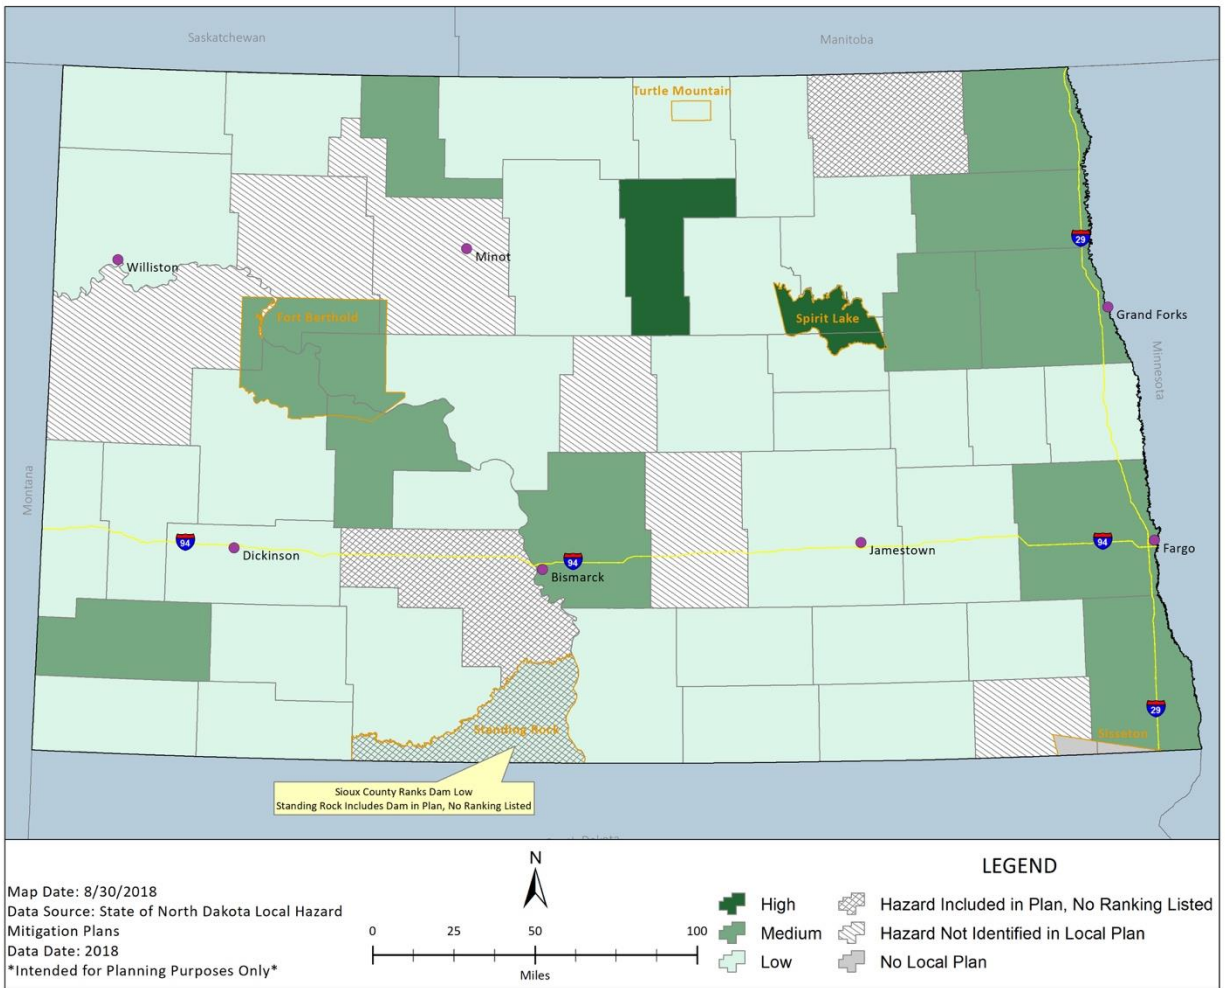 Saskatchewan
Manitoba
Turtle Mountain
29
Williston
Minot
Fort Berthold
Spirit Lake
Grand Forks
Minnesota
Montana
94
Dickinson
94
Bismarck
Jamestown
94
Fargo
29
Standing Rock
Sisseton
Sioux County Ranks Dam Low
Standing Rock Includes Dam in Plan, No Ranking Listed
Map Date: 8/30/2018
Data Source: State of North Dakota Local Hazard
Mitigation Plans
Data Date: 2018
*Intended for Planning Purposes Only*
N
0 25 50 100
Miles
LEGEND
High
Medium
Low
Hazard Included in Plan, No Ranking Listed
Hazard Not Identified in Local Plan
No Local Plan